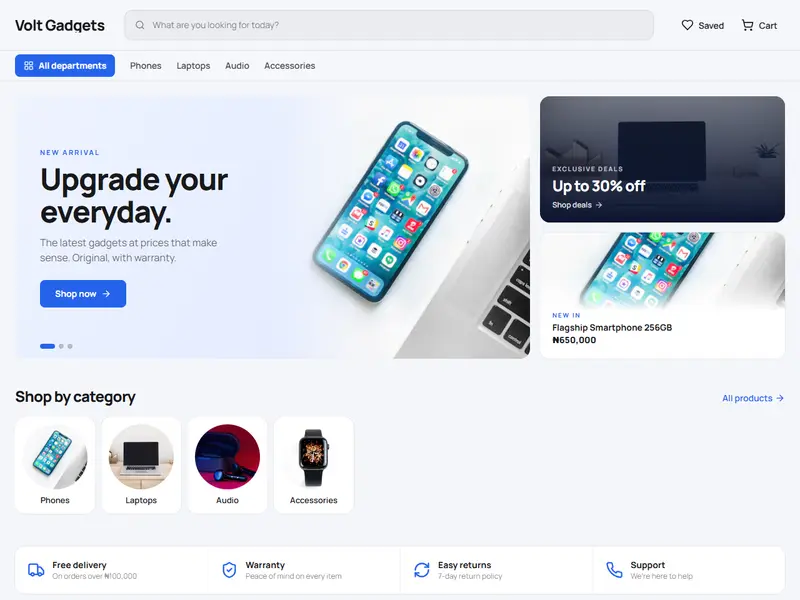 Volt Gadgets
What are you looking for today?
Saved
Cart
All departments
Phones
Laptops
Audio
Accessories
NEW ARRIVAL
Upgrade your
everyday.
The latest gadgets at prices that make
sense. Original, with warranty.
Shop now
EXCLUSIVE DEALS
Up to 30% off
Shop deals
NEW IN
Flagship Smartphone 256GB
₦650,000
Shop by category
All products
Phones
Laptops
Audio
Accessories
Free delivery
On orders over ₦100,000
Warranty
Peace of mind on every item
Easy returns
7-day return policy
Support
We're here to help